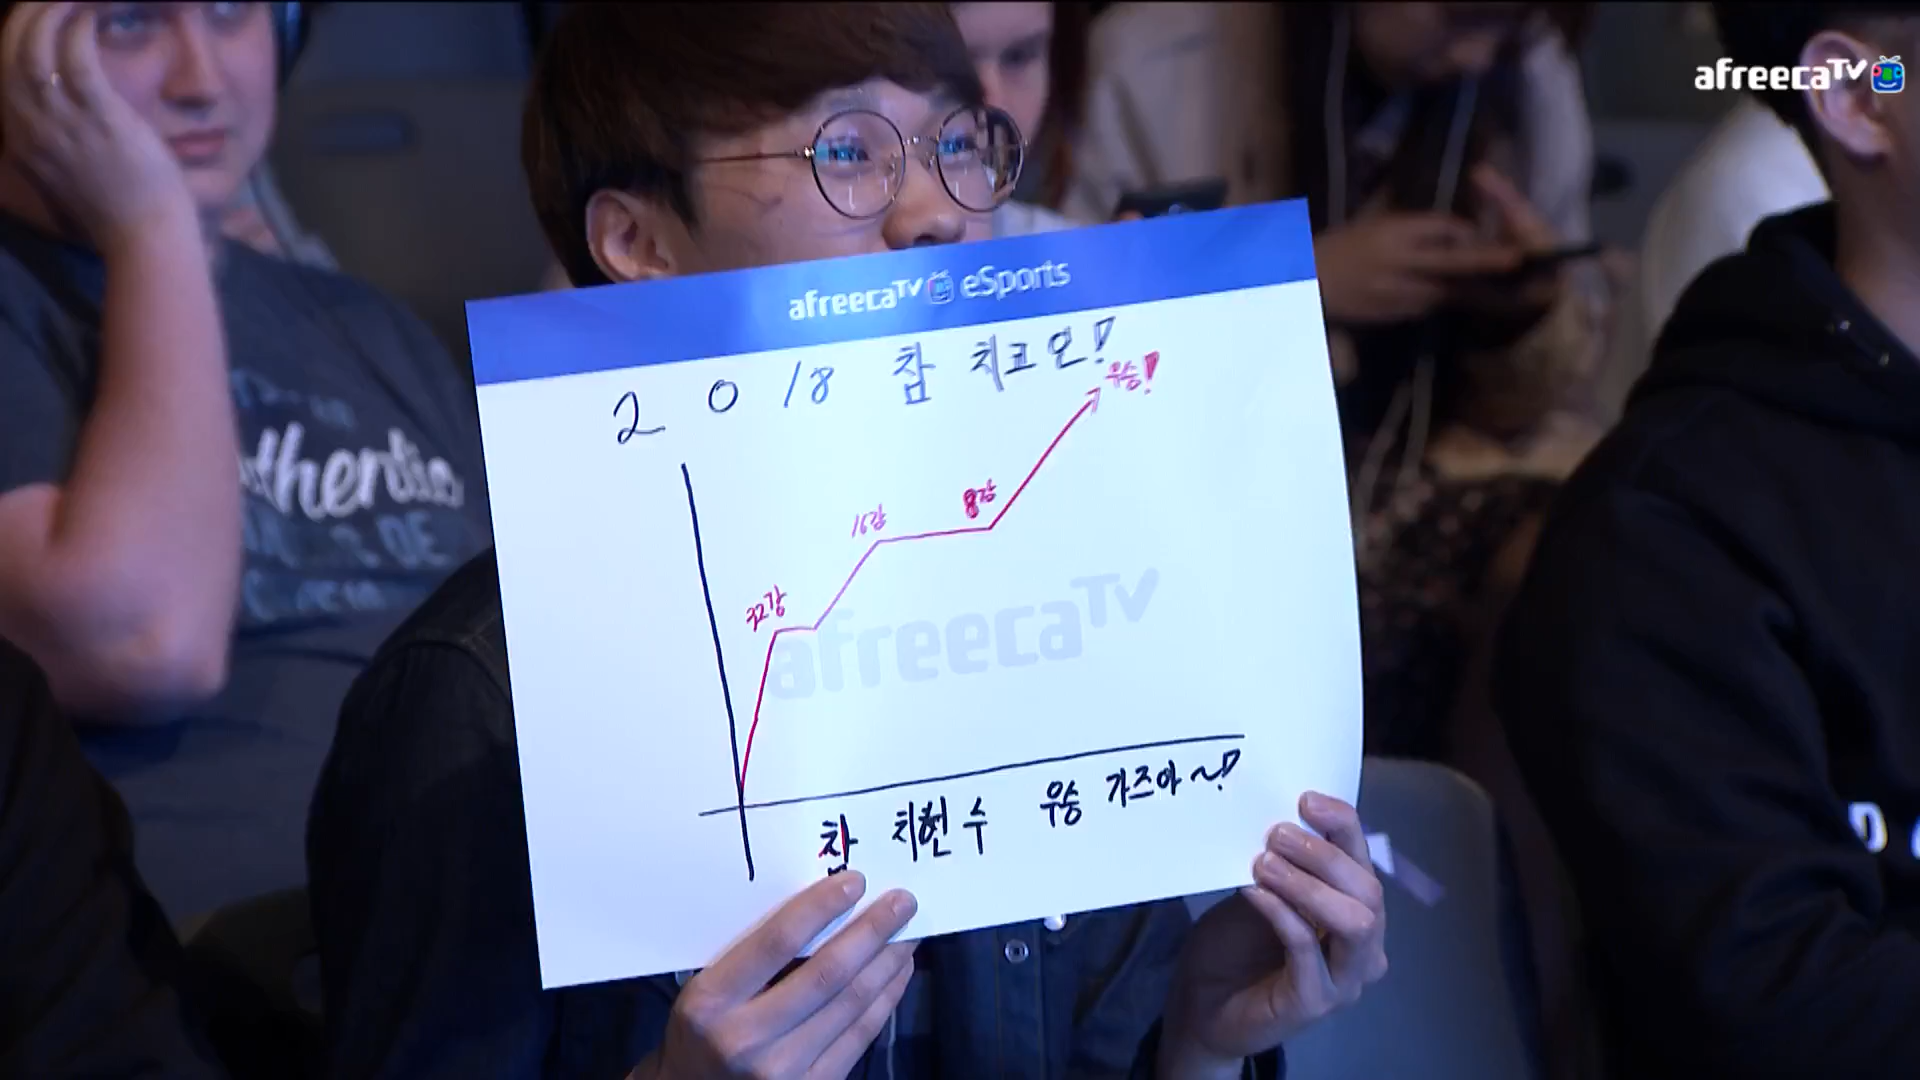 afreecaTV
afreecaTV eSports
2018 참 치코인!
우승!
8강
16강
32강
afreecaTV
참 치현수 우승 가즈아~!